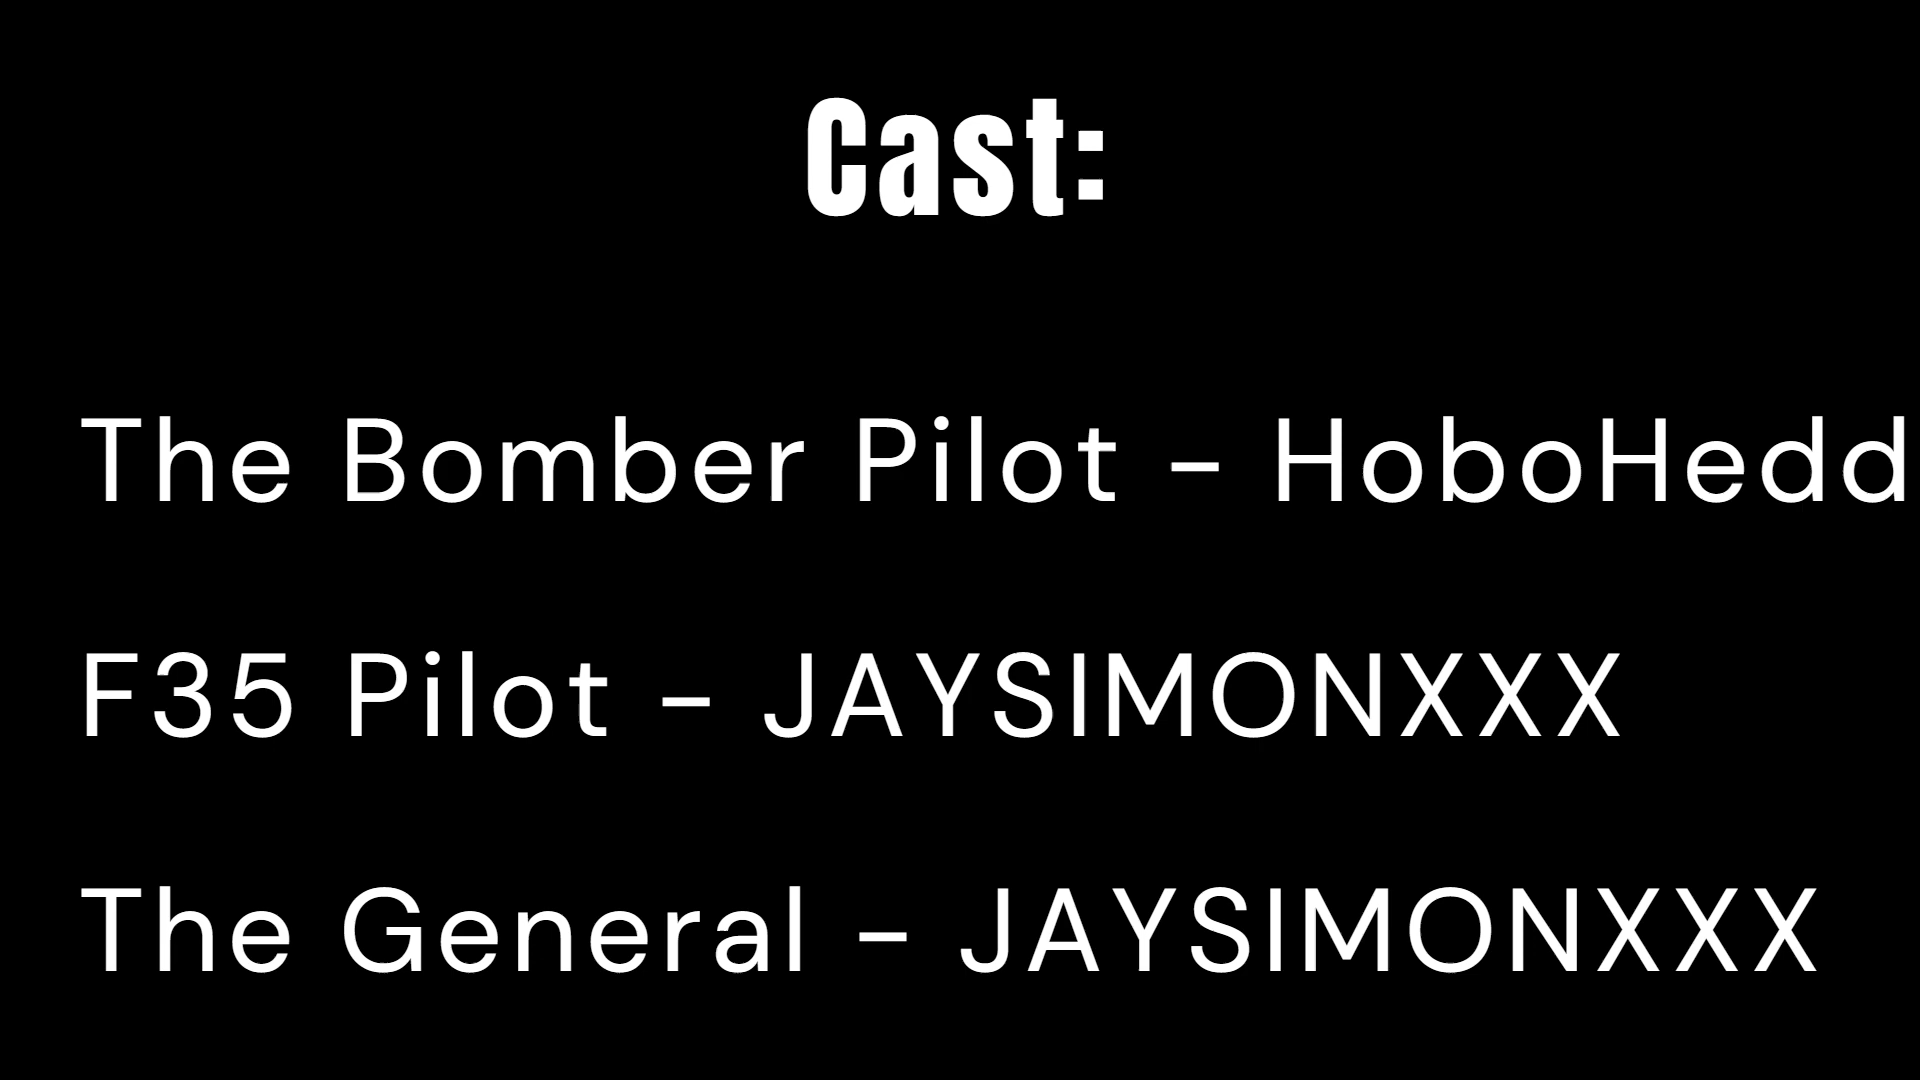 Cast:
The Bomber Pilot - HoboHedd
F35 Pilot - JAYSIMONXXX
The General - JAYSIMONXXX